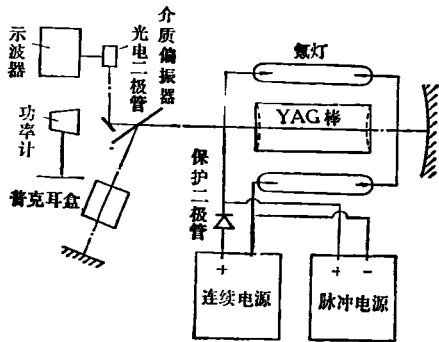 示波器
光电二极管
介质偏振器
氪灯
功率计
YAG棒
普克耳盒
保护二极管
+
+ -
连续电源
脉冲电源